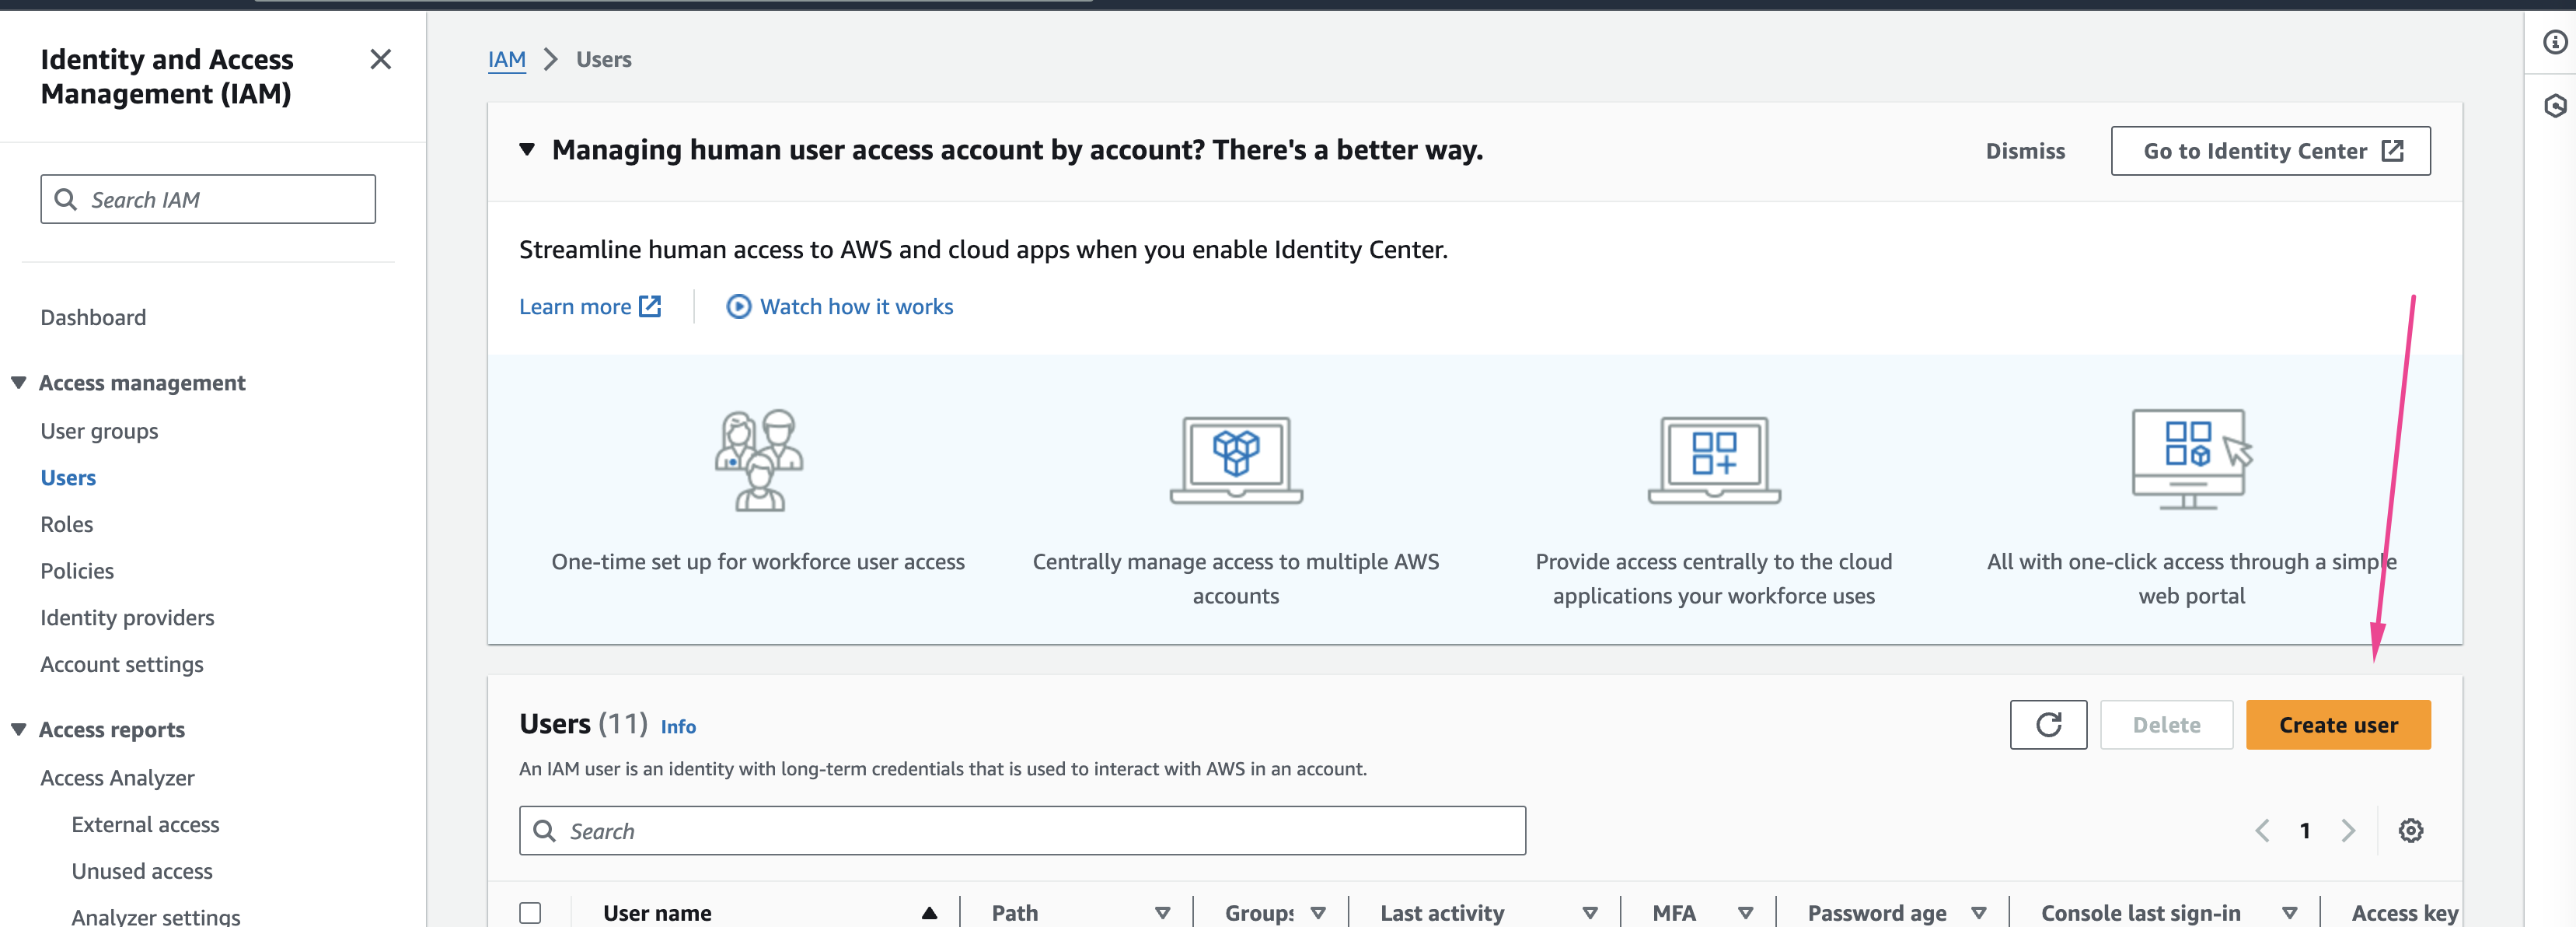 Identity and Access
Management (IAM)
Search IAM
Dashboard
Access management
User groups
Users
Roles
Policies
Identity providers
Account settings
Access reports
Access Analyzer
External access
Unused access
Analyzer settings
IAM > Users
Managing human user access account by account? There's a better way.
Dismiss
Go to Identity Center
Streamline human access to AWS and cloud apps when you enable Identity Center.
Learn more
Watch how it works
One-time set up for workforce user access
Centrally manage access to multiple AWS
accounts
Provide access centrally to the cloud
applications your workforce uses
All with one-click access through a simple
web portal
Users (11) Info
Delete
Create user
An IAM user is an identity with long-term credentials that is used to interact with AWS in an account.
Search
1
User name
Path
Groups
Last activity
MFA
Password age
Console last sign-in
Access key